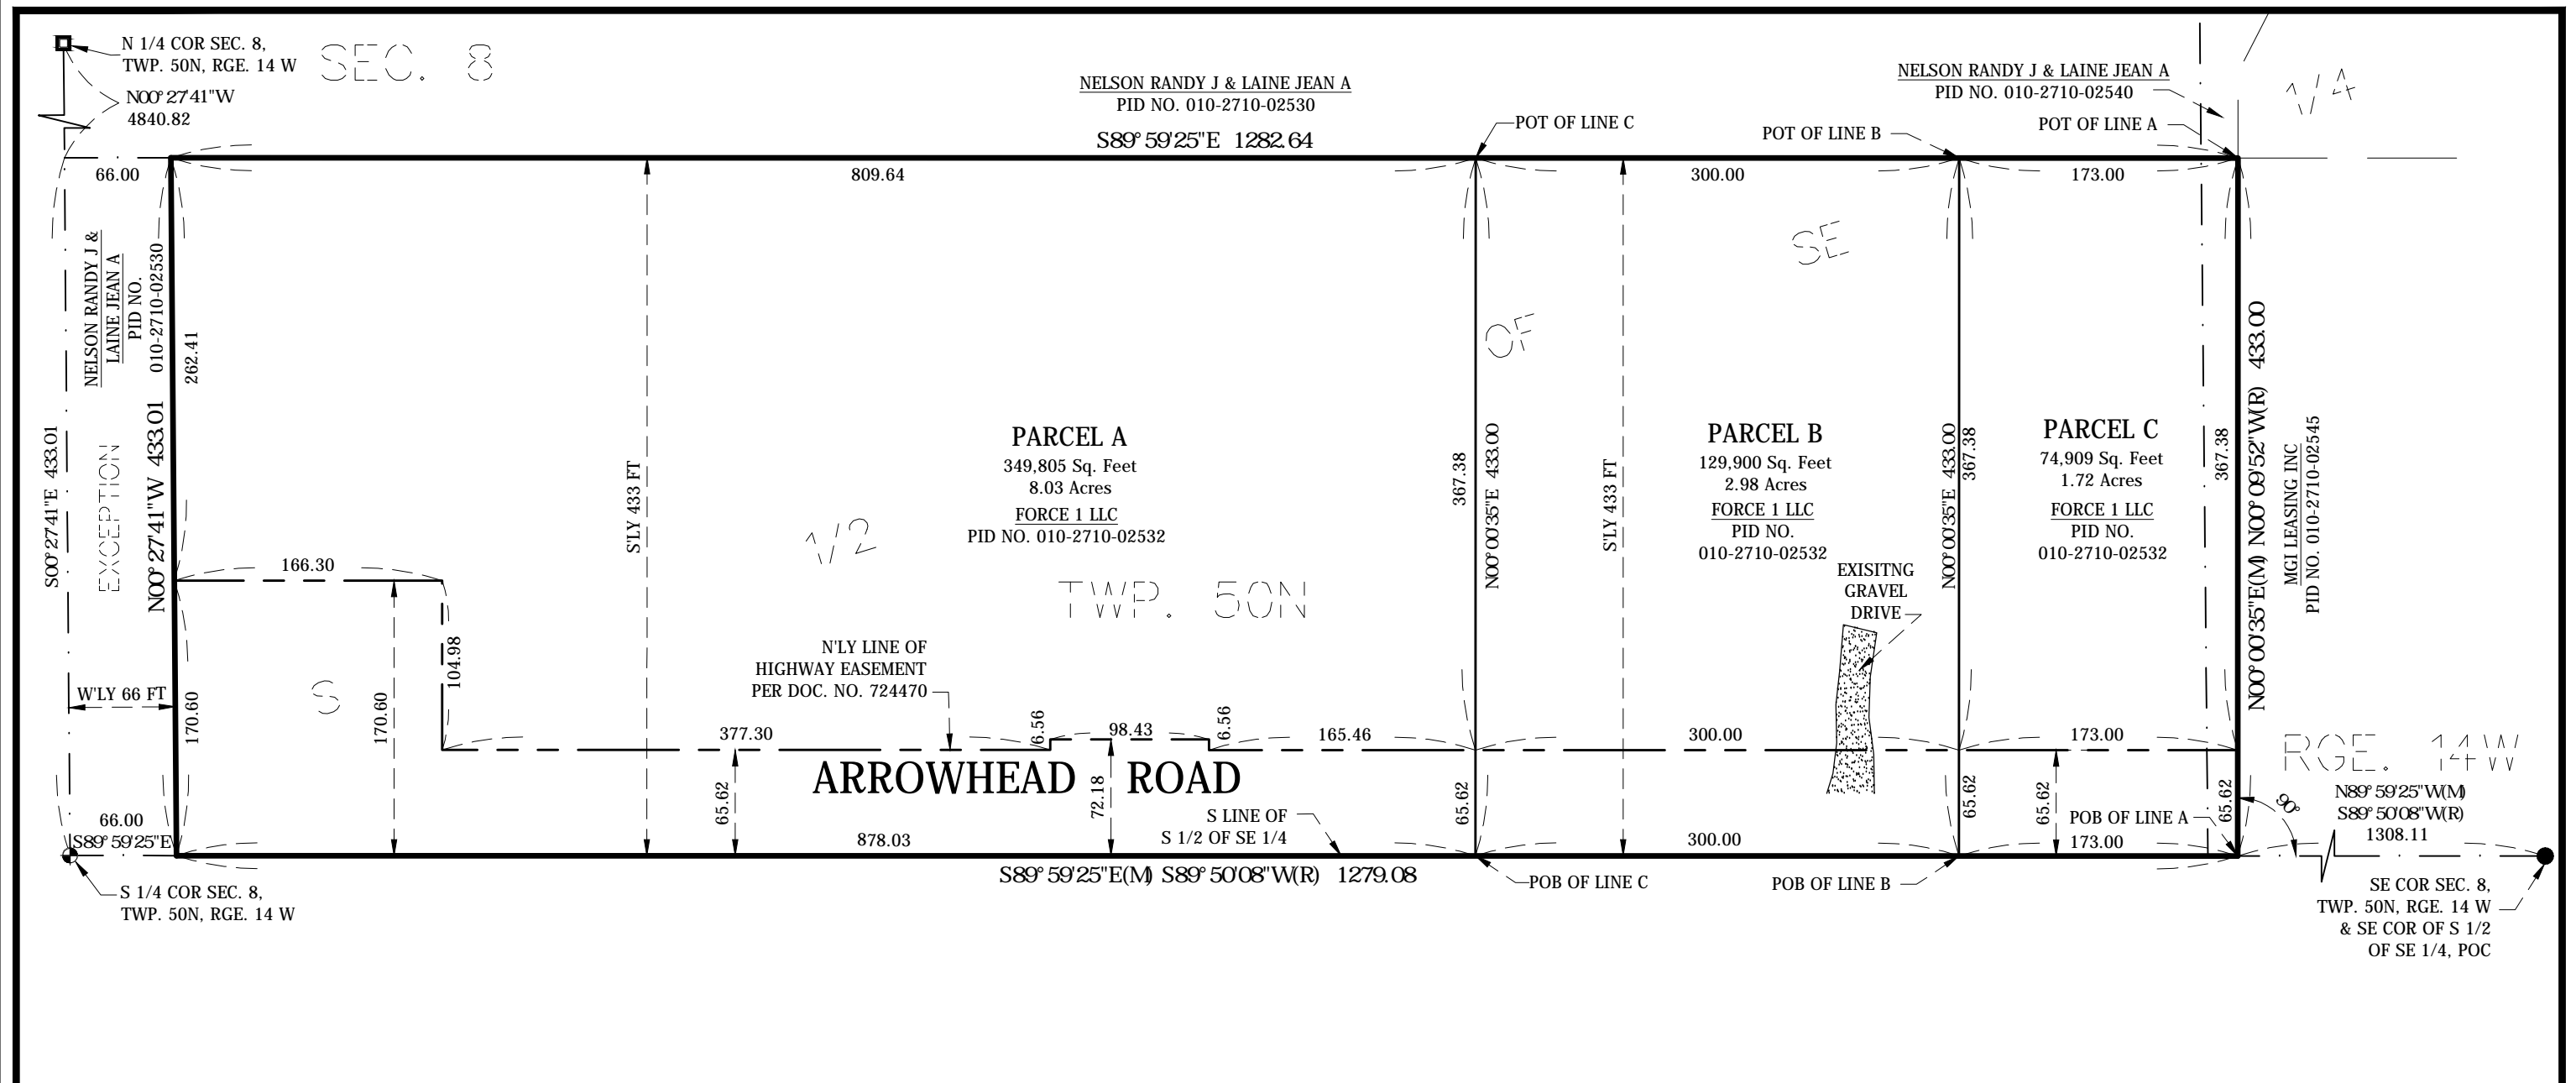 N 1/4 COR SEC. 8,
TWP. 50N, RGE. 14 W
SEC. 8
N00°27'41"W
4840.82
NELSON RANDY J & LAINE JEAN A
PID NO. 010-2710-02530
S89°59'25"E 1282.64
NELSON RANDY J & LAINE JEAN A
PID NO. 010-2710-02540
1/4
POT OF LINE C
POT OF LINE B
POT OF LINE A
66.00
809.64
300.00
173.00
NELSON RANDY J &
LAINE JEAN A
PID NO.
010-2710-02530
262.41
S00°27'41"E 433.01
EXCEPTION
N00°27'41"W 433.01
SE
OF
S'LY 433 FT
PARCEL A
349,805 Sq. Feet
8.03 Acres
FORCE 1 LLC
PID NO. 010-2710-02532
367.38
N00°00'35"E 433.00
S'LY 433 FT
PARCEL B
129,900 Sq. Feet
2.98 Acres
FORCE 1 LLC
PID NO.
010-2710-02532
N00°00'35"E 433.00
367.38
PARCEL C
74,909 Sq. Feet
1.72 Acres
FORCE 1 LLC
PID NO.
010-2710-02532
367.38
N00°00'35"E(M) N00°09'52"W(R) 433.00
MGI LEASING INC
PID NO. 010-2710-02545
1/2
166.30
TWP. 50N
EXISITNG
GRAVEL
DRIVE
104.98
170.60
S
W'LY 66 FT
170.60
N'LY LINE OF
HIGHWAY EASEMENT
PER DOC. NO. 724470
377.30
6.56
98.43
6.56
165.46
300.00
173.00
ARROWHEAD ROAD
65.62
72.18
65.62
65.62
65.62
65.62
RGE. 14W
90°
N89°59'25"W(M)
S89°50'08"W(R)
1308.11
66.00
S89°59'25"E
878.03
S LINE OF
S 1/2 OF SE 1/4
300.00
POB OF LINE A
173.00
S89°59'25"E(M) S89°50'08"W(R) 1279.08
POB OF LINE C
POB OF LINE B
S 1/4 COR SEC. 8,
TWP. 50N, RGE. 14 W
SE COR SEC. 8,
TWP. 50N, RGE. 14 W
& SE COR OF S 1/2
OF SE 1/4, POC